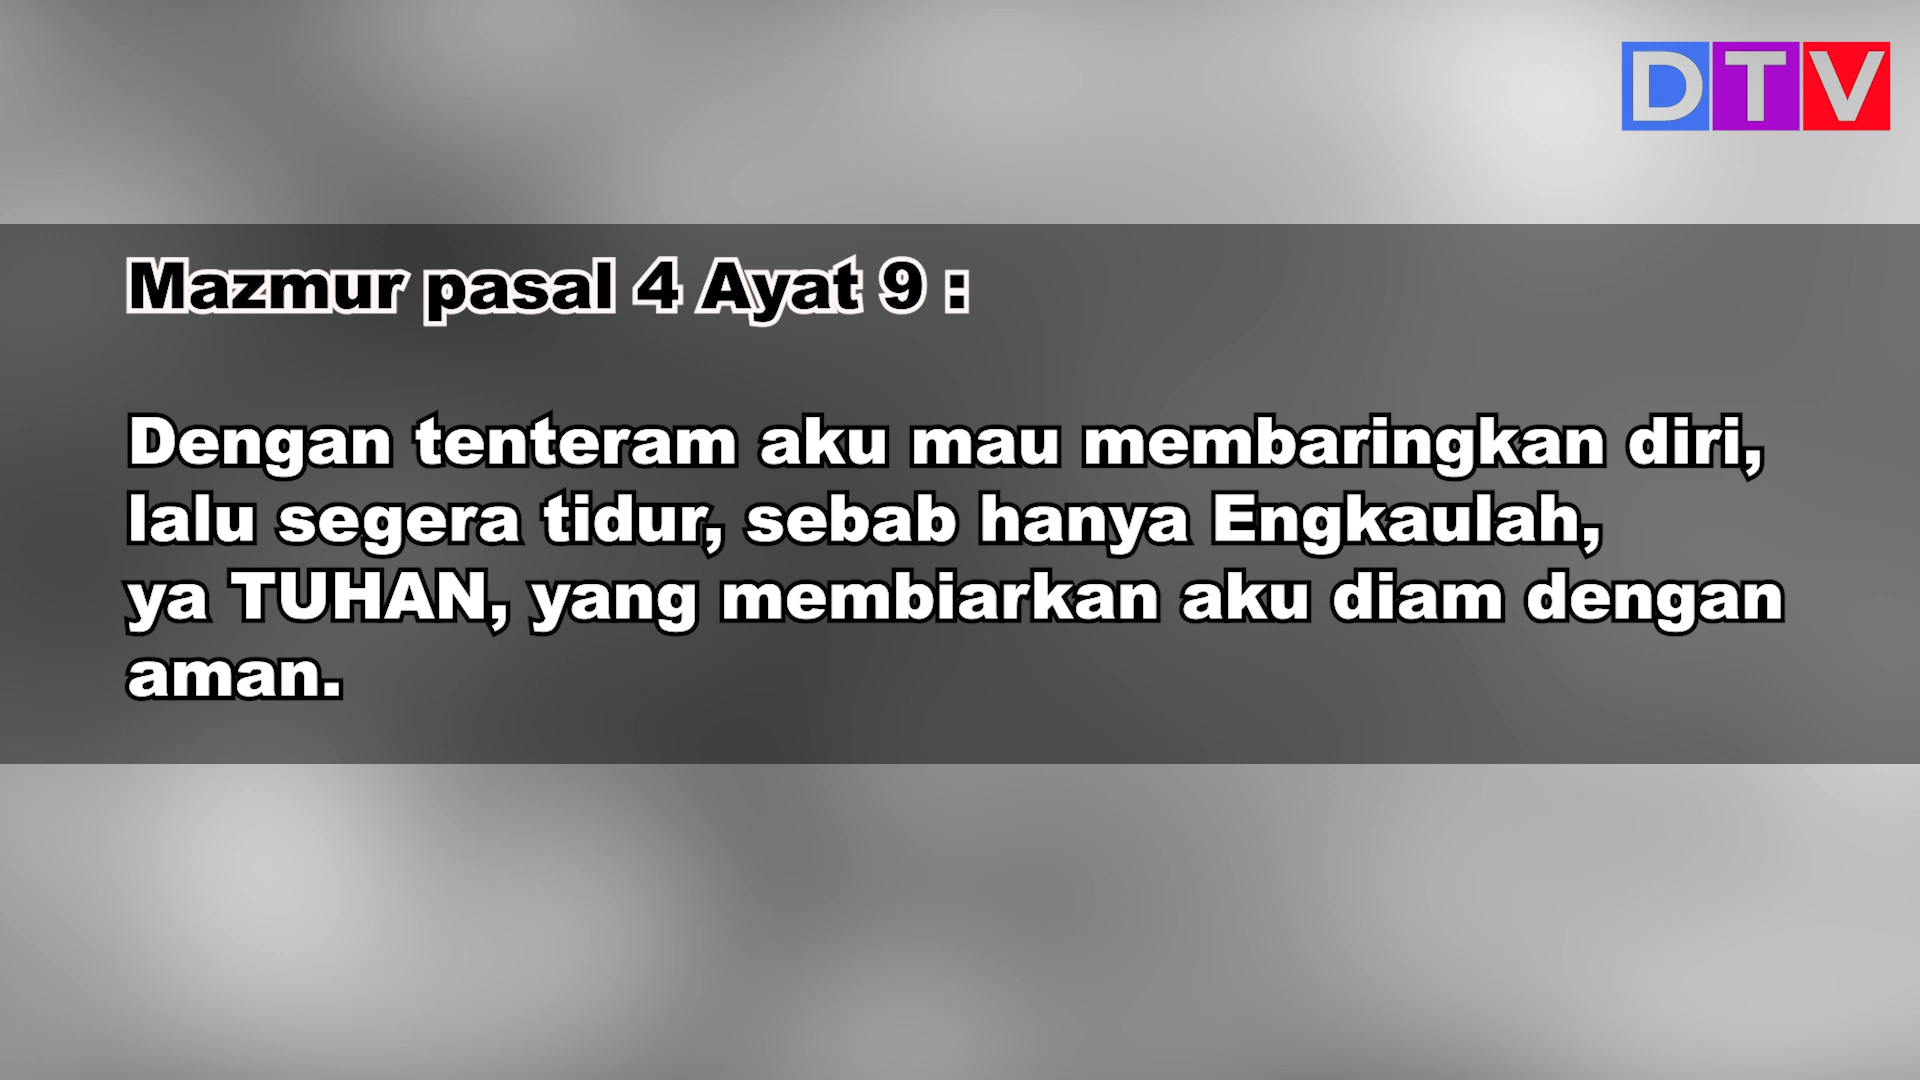 DTV
Mazmur pasal 4 Ayat 9 :
Dengan tenteram aku mau membaringkan diri,
lalu segera tidur, sebab hanya Engkaulah,
ya TUHAN, yang membiarkan aku diam dengan
aman.